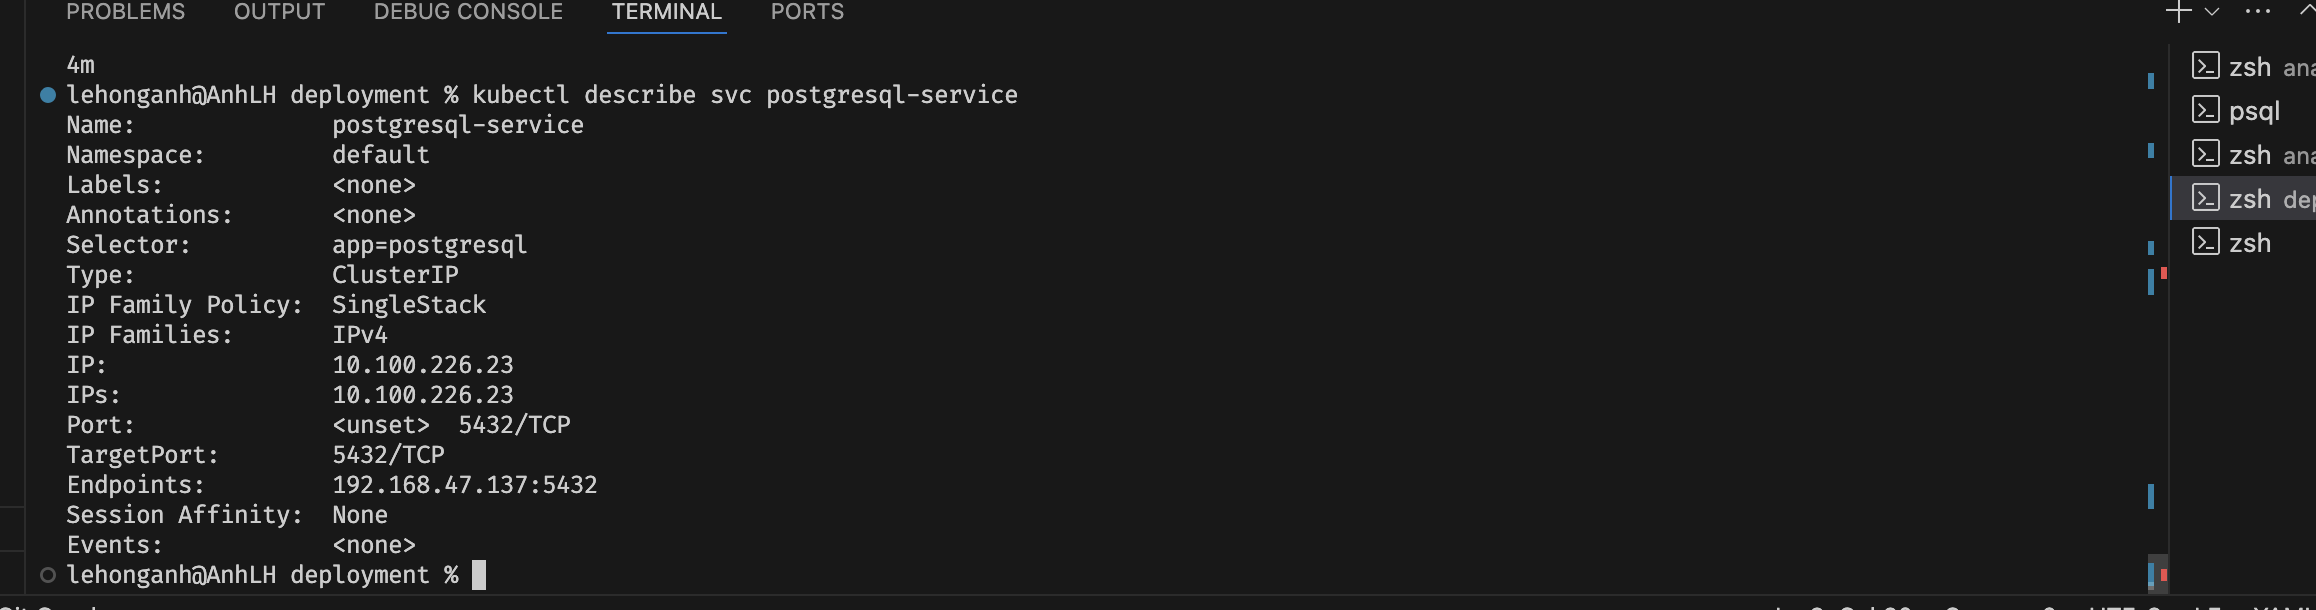 PROBLEMS OUTPUT DEBUG CONSOLE TERMINAL PORTS
4m
lehonganh@AnhLH deployment % kubectl describe svc postgresql-service
Name: postgresql-service
Namespace: default
Labels: <none>
Annotations: <none>
Selector: app=postgresql
Type: ClusterIP
IP Family Policy: SingleStack
IP Families: IPv4
IP: 10.100.226.23
IPs: 10.100.226.23
Port: <unset> 5432/TCP
TargetPort: 5432/TCP
Endpoints: 192.168.47.137:5432
Session Affinity: None
Events: <none>
lehonganh@AnhLH deployment %
zsh ana
psql
zsh ana
zsh dep
zsh